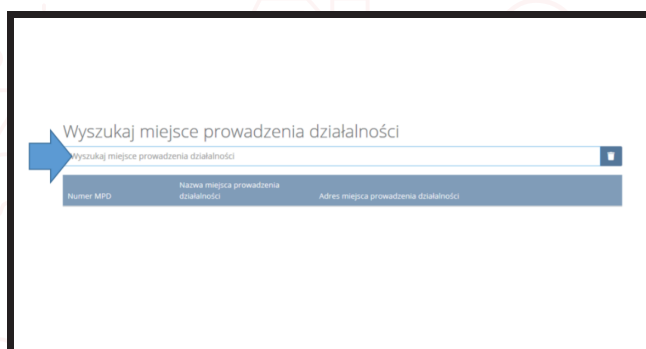 Wyszukaj miejsce prowadzenia działalności
Wyszukaj miejsce prowadzenia działalności
Numer MPD
Nazwa miejsca prowadzenia
działalności
Adres miejsca prowadzenia działalności